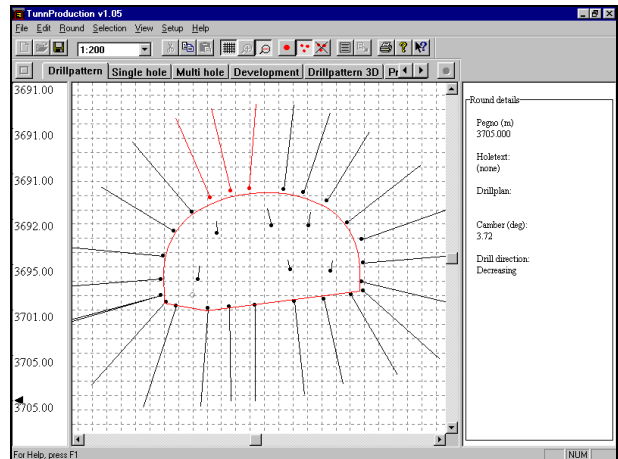 TunnProduction v1.05
File Edit Round Selection View Setup Help
1:200
Drillpattern Single hole Multi hole Development Drillpattern 3D
3691.00
3691.00
3691.00
3692.00
3695.00
3701.00
3705.00
3705.00
Round details
Pegno (m)
3705.000
Holetext:
(none)
Drillplan:
Camber (deg):
3.72
Drill direction:
Decreasing
For Help, press F1
NUM